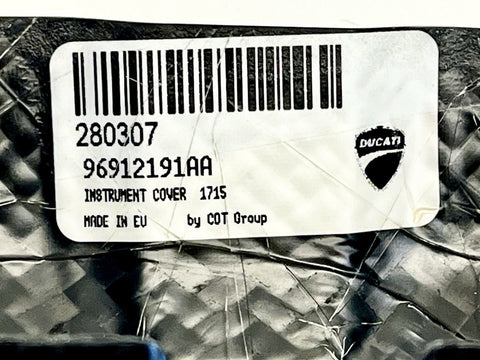 280307
96912191AA
DUCATI
INSTRUMENT COVER 1715
MADE IN EU by COT Group